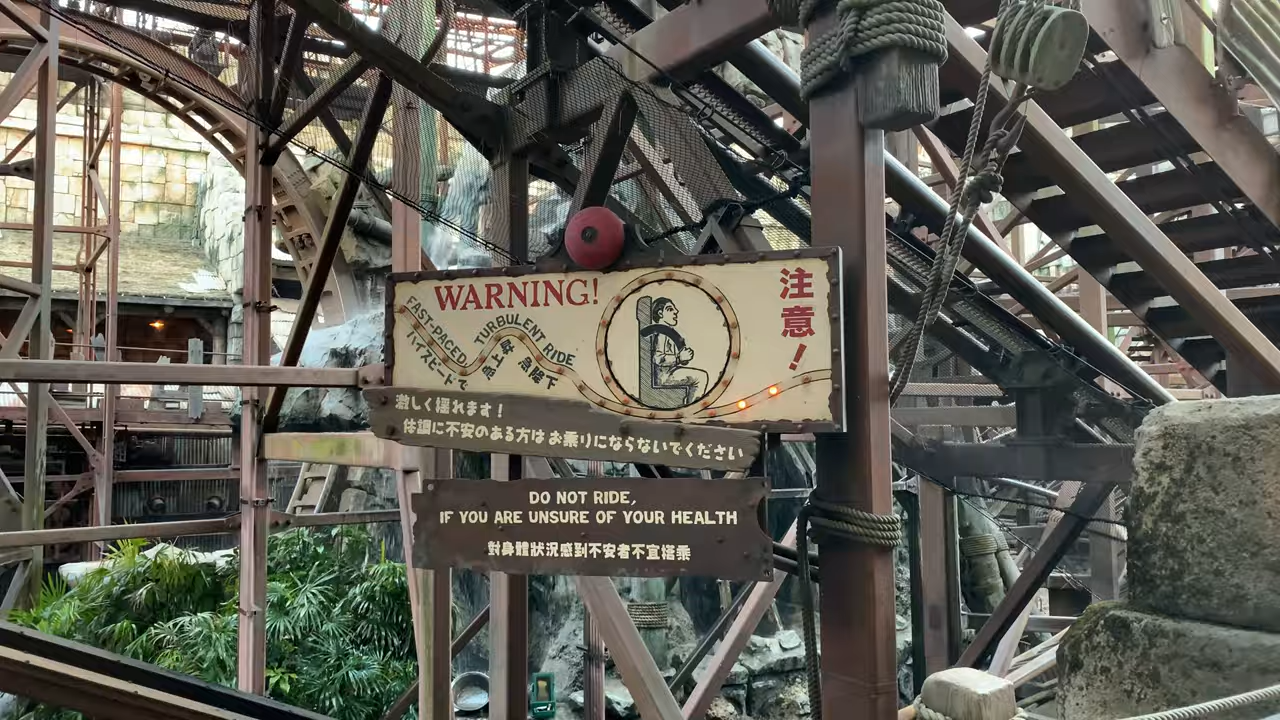 WARNING!
注意!
FAST-PACED TURBULENT RIDE
ハイスピードで 急上昇 急降下
激しく揺れます!
体調に不安のある方はお乗りにならないでください
DO NOT RIDE,
IF YOU ARE UNSURE OF YOUR HEALTH
對身體狀況感到不安者不宜搭乘